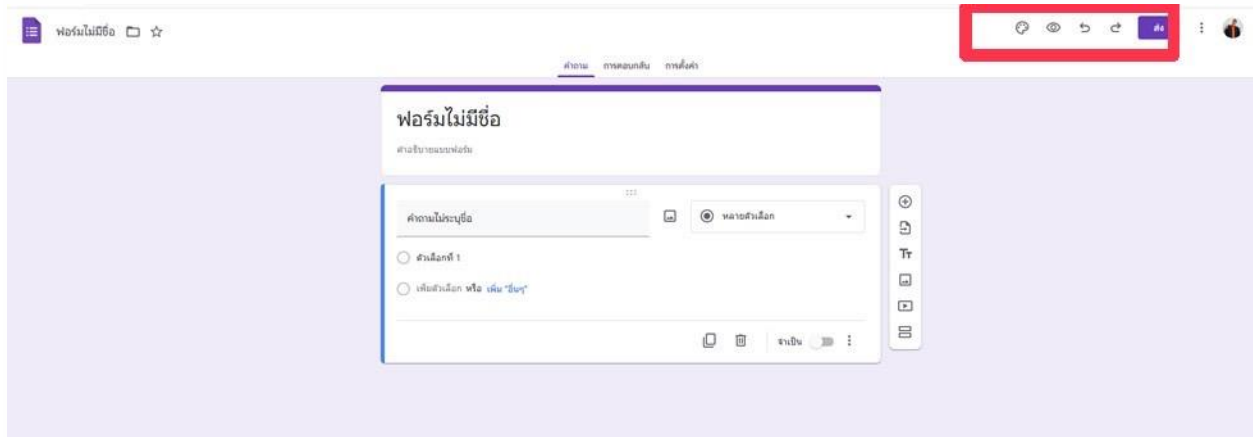 ฟอร์มไม่มีชื่อ
ส่ง
คำถาม การตอบกลับ การตั้งค่า
ฟอร์มไม่มีชื่อ
คำอธิบายแบบฟอร์ม
คำถามไม่ระบุชื่อ
หลายตัวเลือก
ตัวเลือกที่ 1
เพิ่มตัวเลือก หรือ เพิ่ม "อื่นๆ"
จำเป็น
Tт